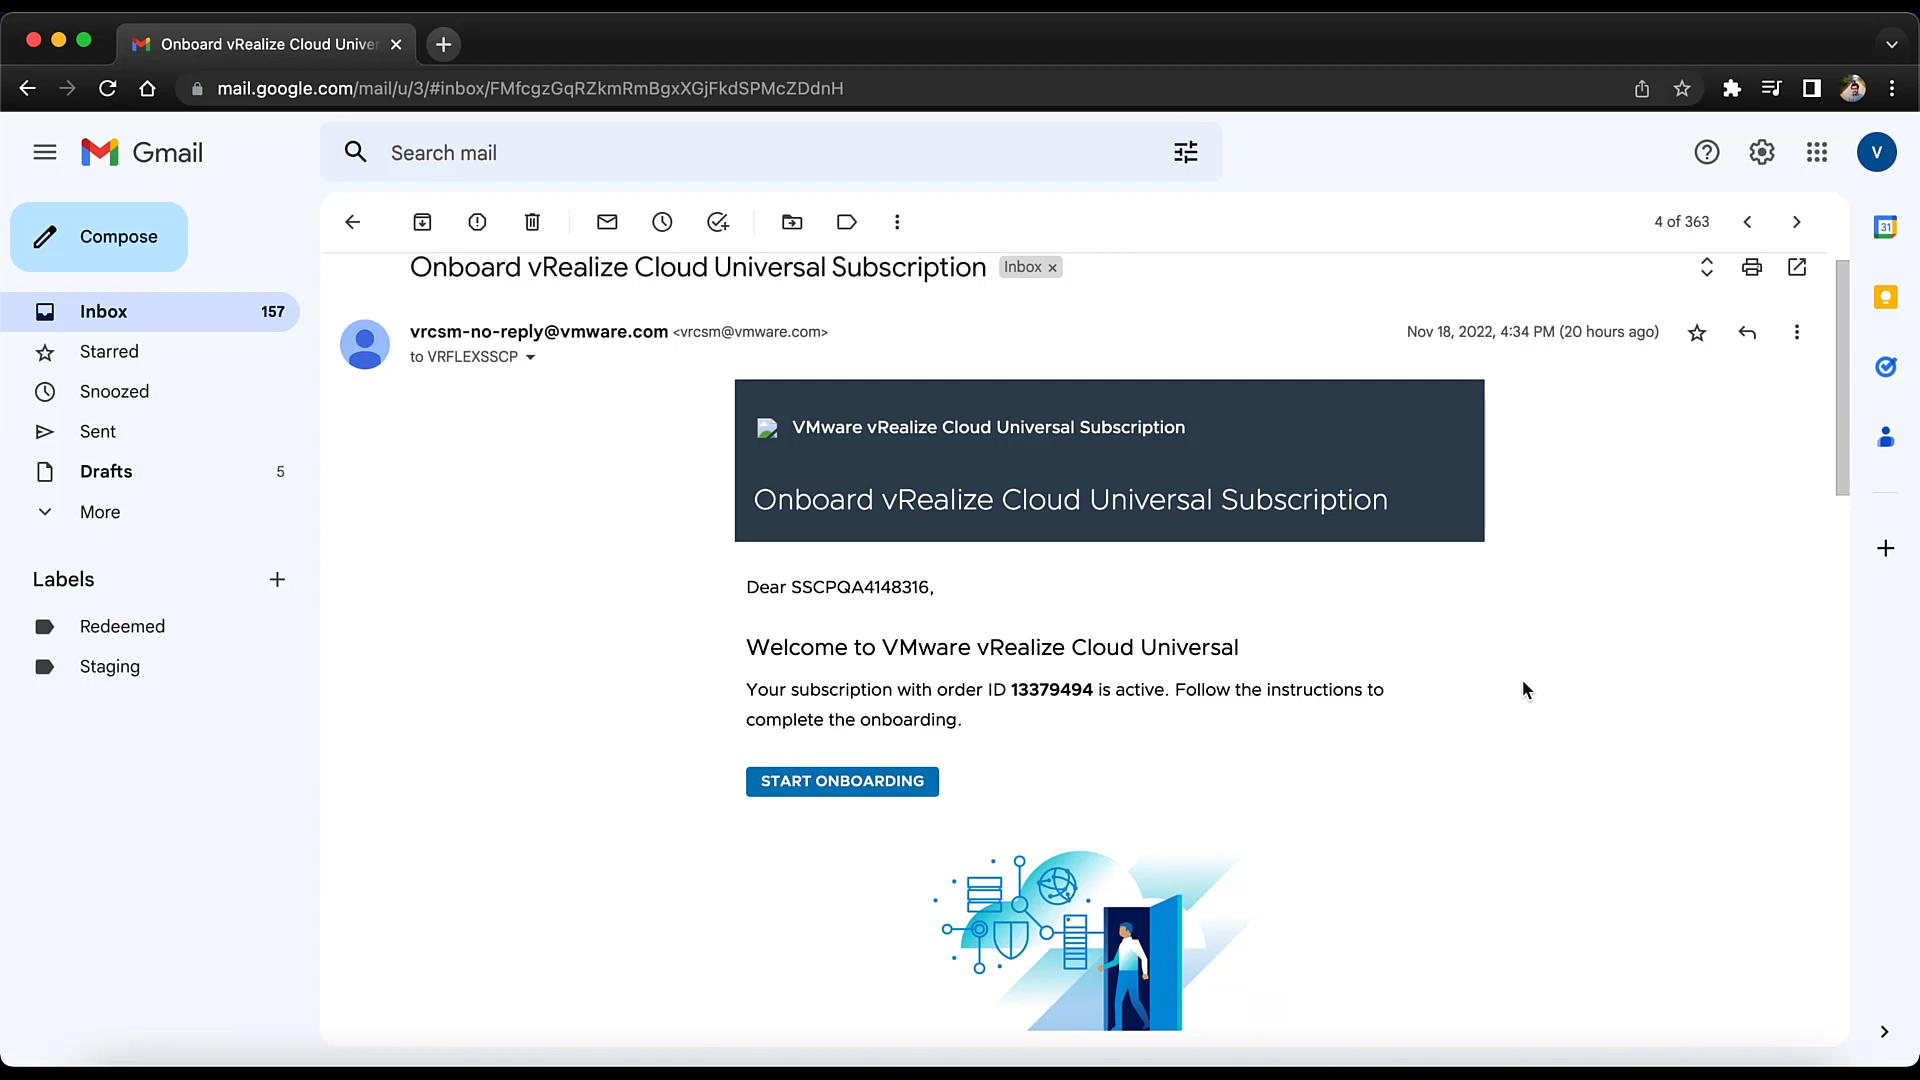 Onboard vRealize Cloud Univer
mail.google.com/mail/u/3/#inbox/FMfcgzGqRZkmRmBgxXGjFkdSPMcZDdnH
Gmail
Search mail
V
Compose
4 of 363
31
Onboard vRealize Cloud Universal Subscription
Inbox ×
Inbox 157
vrcsm-no-reply@vmware.com <vrcsm@vmware.com>
Nov 18, 2022, 4:34 PM (20 hours ago)
to VRFLEXSSCP
Starred
Snoozed
Sent
Drafts 5
More
Labels
Redeemed
Staging
VMware vRealize Cloud Universal Subscription
Onboard vRealize Cloud Universal Subscription
Dear SSCPQA4148316,
Welcome to VMware vRealize Cloud Universal
Your subscription with order ID 13379494 is active. Follow the instructions to
complete the onboarding.
START ONBOARDING